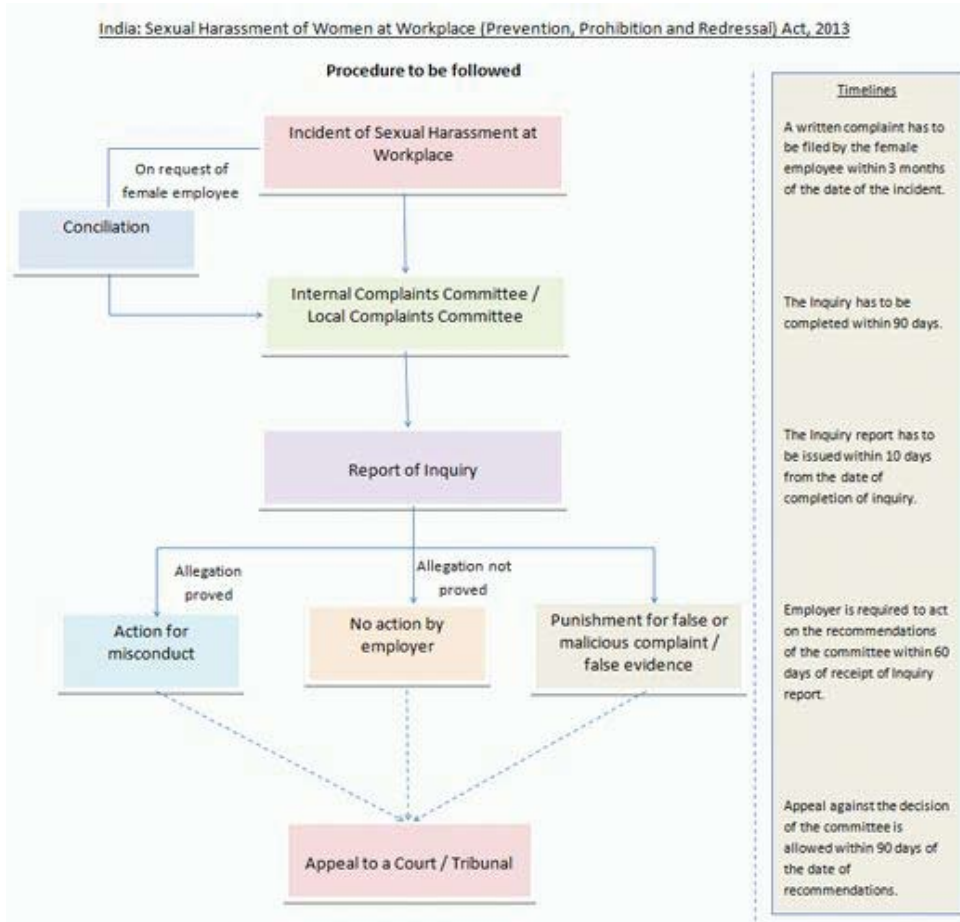 India: Sexual Harassment of Women at Workplace (Prevention, Prohibition and Redressal) Act, 2013
Procedure to be followed
Incident of Sexual Harassment at
Workplace
On request of
female employee
Conciliation
Internal Complaints Committee /
Local Complaints Committee
Report of Inquiry
Allegation
proved
Allegation not
proved
Action for
misconduct
No action by
employer
Punishment for false or
malicious complaint /
false evidence
Appeal to a Court / Tribunal
Timelines
A written complaint has to
be filed by the female
employee within 3 months
of the date of the incident.
The Inquiry has to be
completed within 90 days.
The Inquiry report has to
be issued within 10 days
from the date of
completion of inquiry.
Employer is required to act
on the recommendations
of the committee within 60
days of receipt of Inquiry
report.
Appeal against the decision
of the committee is
allowed within 90 days of
the date of
recommendations.